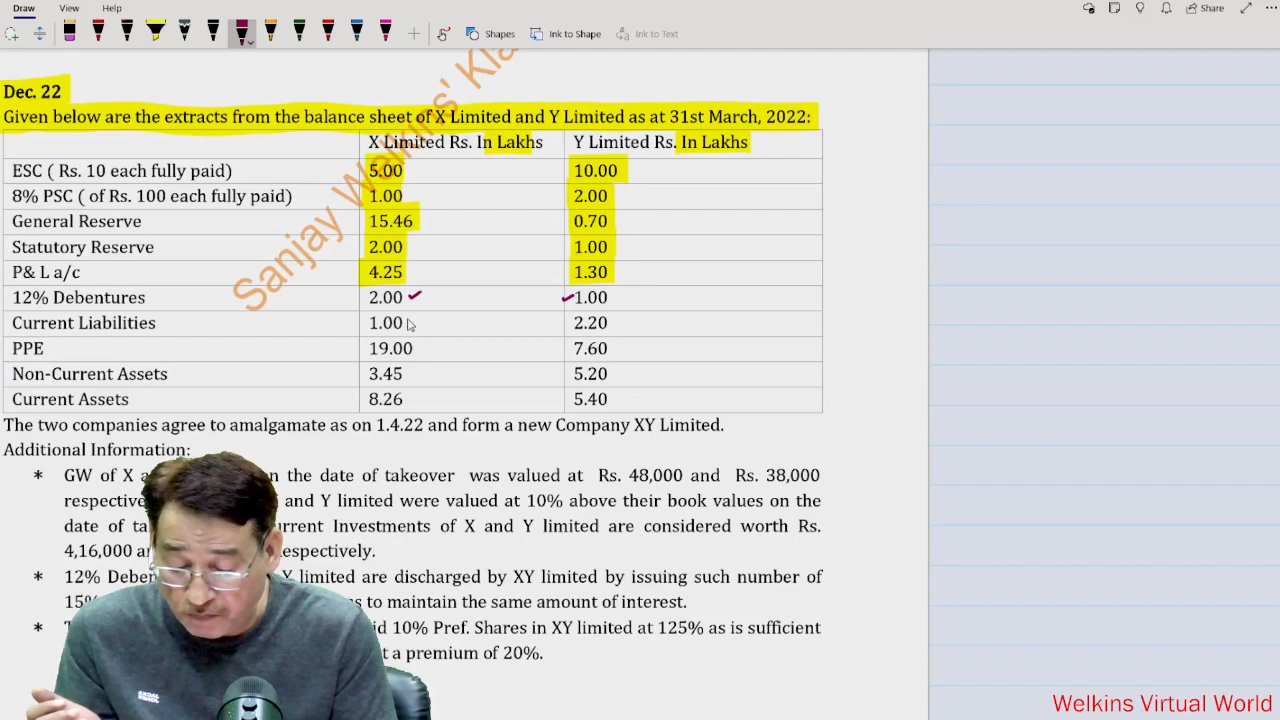 Draw View Help
Share
Shapes Ink to Shape Ink to Text
Dec. 22
Given below are the extracts from the balance sheet of X Limited and Y Limited as at 31st March, 2022:
X Limited Rs. In Lakhs Y Limited Rs. In Lakhs
ESC ( Rs. 10 each fully paid) 5.00 10.00
8% PSC ( of Rs. 100 each fully paid) 1.00 2.00
General Reserve 15.46 0.70
Statutory Reserve 2.00 1.00
P& L a/c 4.25 1.30
12% Debentures 2.00 1.00
Current Liabilities 1.00 2.20
PPE 19.00 7.60
Non-Current Assets 3.45 5.20
Current Assets 8.26 5.40
Sanjay Welkins'
The two companies agree to amalgamate as on 1.4.22 and form a new Company XY Limited.
Additional Information:
* GW of X the date of takeover was valued at Rs. 48,000 and Rs. 38,000
and Y limited were valued at 10% above their book values on the
date of Investments of X and Y limited are considered worth Rs.
4,16,000
* 12% Y limited are discharged by XY limited by issuing such number of
15% to maintain the same amount of interest.
* 10% Pref. Shares in XY limited at 125% as is sufficient
a premium of 20%.
Welkins Virtual World